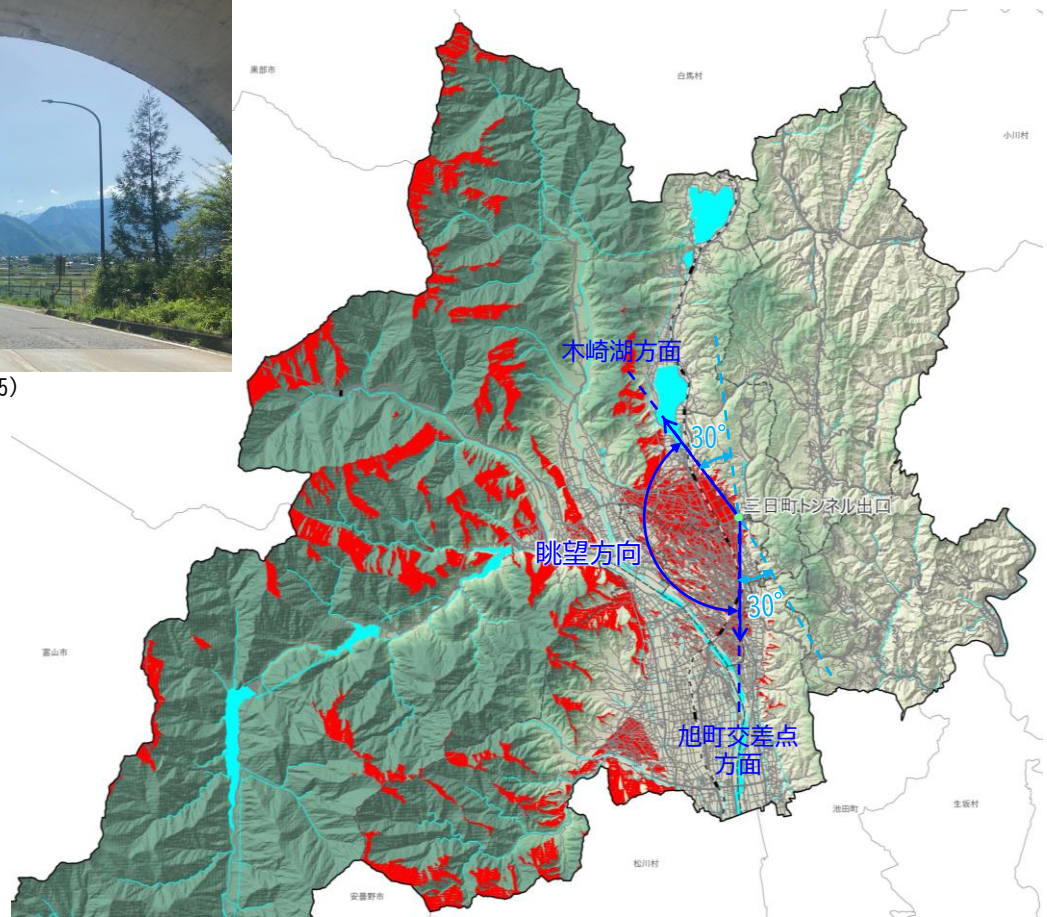 黒部市
白馬村
小川村
5)
木崎湖方面
30°
三日町トンネル出口
眺望方向
30°
富山市
旭町交差点
方面
池田町
生坂村
松川村
安曇野市